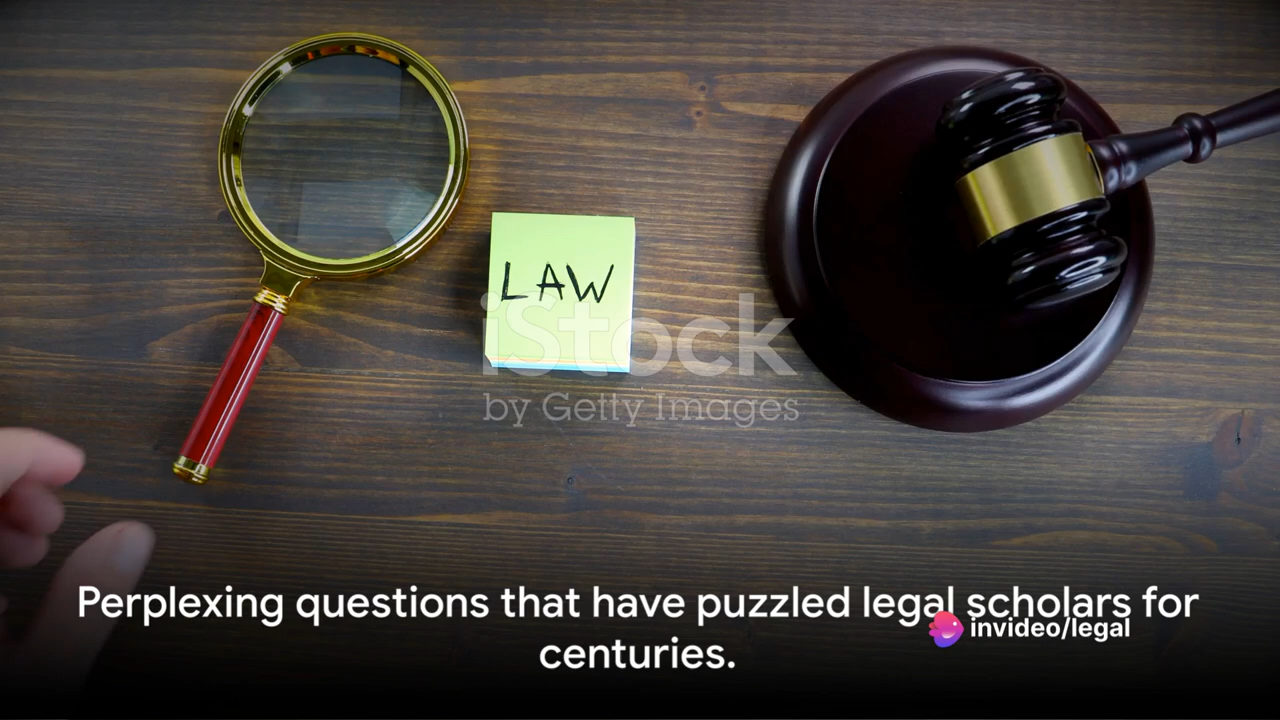 LAW
iStock
by Getty Images
Perplexing questions that have puzzled legal scholars for
invideo/legal
centuries.